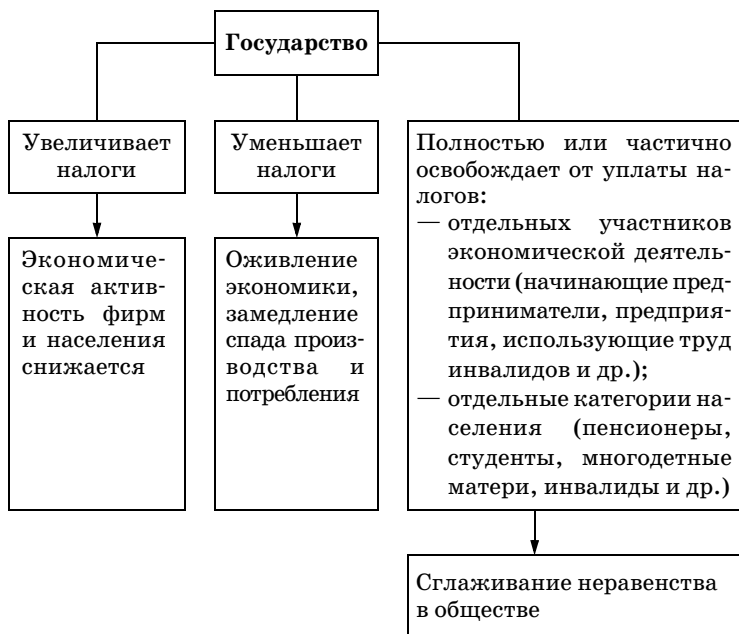 Государство
Увеличивает
налоги
Экономиче-
ская актив-
ность фирм
и населения
снижается
Уменьшает
налоги
Оживление
экономики,
замедление
спада произ-
водства и
потребления
Полностью или частично
освобождает от уплаты на-
логов:
— отдельных участников
экономической деятель-
ности (начинающие пред-
приниматели, предприя-
тия, использующие труд
инвалидов и др.);
— отдельные категории на-
селения (пенсионеры,
студенты, многодетные
матери, инвалиды и др.)
Сглаживание неравенства
в обществе